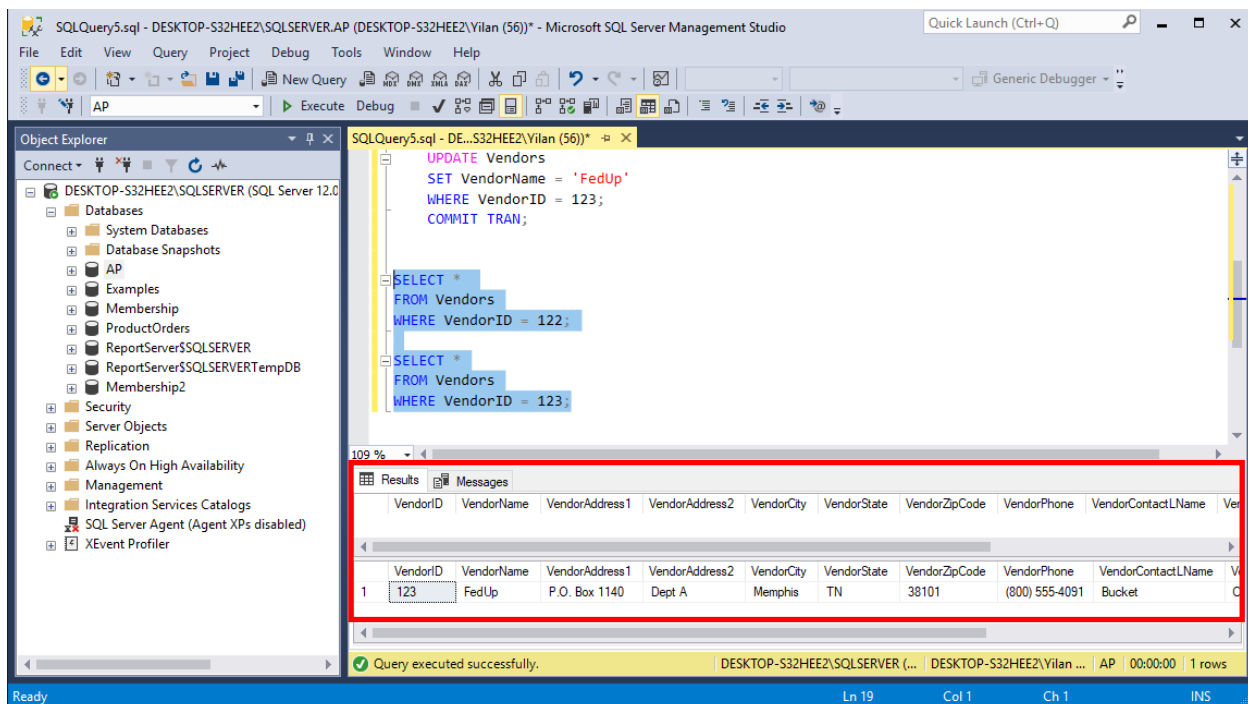 SQLQuery5.sql - DESKTOP-S32HEE2\SQLSERVER.AP (DESKTOP-S32HEE2\Yilan (56))* - Microsoft SQL Server Management Studio
Quick Launch (Ctrl+Q)
File Edit View Query Project Debug Tools Window Help
New Query MDX DMX XMLA DAX Generic Debugger
AP Execute Debug
Object Explorer
Connect
DESKTOP-S32HEE2\SQLSERVER (SQL Server 12.0
Databases
System Databases
Database Snapshots
AP
Examples
Membership
ProductOrders
ReportServer$SQLSERVER
ReportServer$SQLSERVERTempDB
Membership2
Security
Server Objects
Replication
Always On High Availability
Management
Integration Services Catalogs
SQL Server Agent (Agent XPs disabled)
XEvent Profiler
SQLQuery5.sql - DE...S32HEE2\Yilan (56))*
UPDATE Vendors
SET VendorName = 'FedUp'
WHERE VendorID = 123;
COMMIT TRAN;
SELECT *
FROM Vendors
WHERE VendorID = 122;
SELECT *
FROM Vendors
WHERE VendorID = 123;
109 %
Results Messages
VendorID VendorName VendorAddress1 VendorAddress2 VendorCity VendorState VendorZipCode VendorPhone VendorContactLName Ver
VendorID VendorName VendorAddress1 VendorAddress2 VendorCity VendorState VendorZipCode VendorPhone VendorContactLName
1 123 FedUp P.O. Box 1140 Dept A Memphis TN 38101 (800) 555-4091 Bucket
Query executed successfully. DESKTOP-S32HEE2\SQLSERVER (... DESKTOP-S32HEE2\Yilan ... AP 00:00:00 1 rows
Ready Ln 19 Col 1 Ch 1 INS